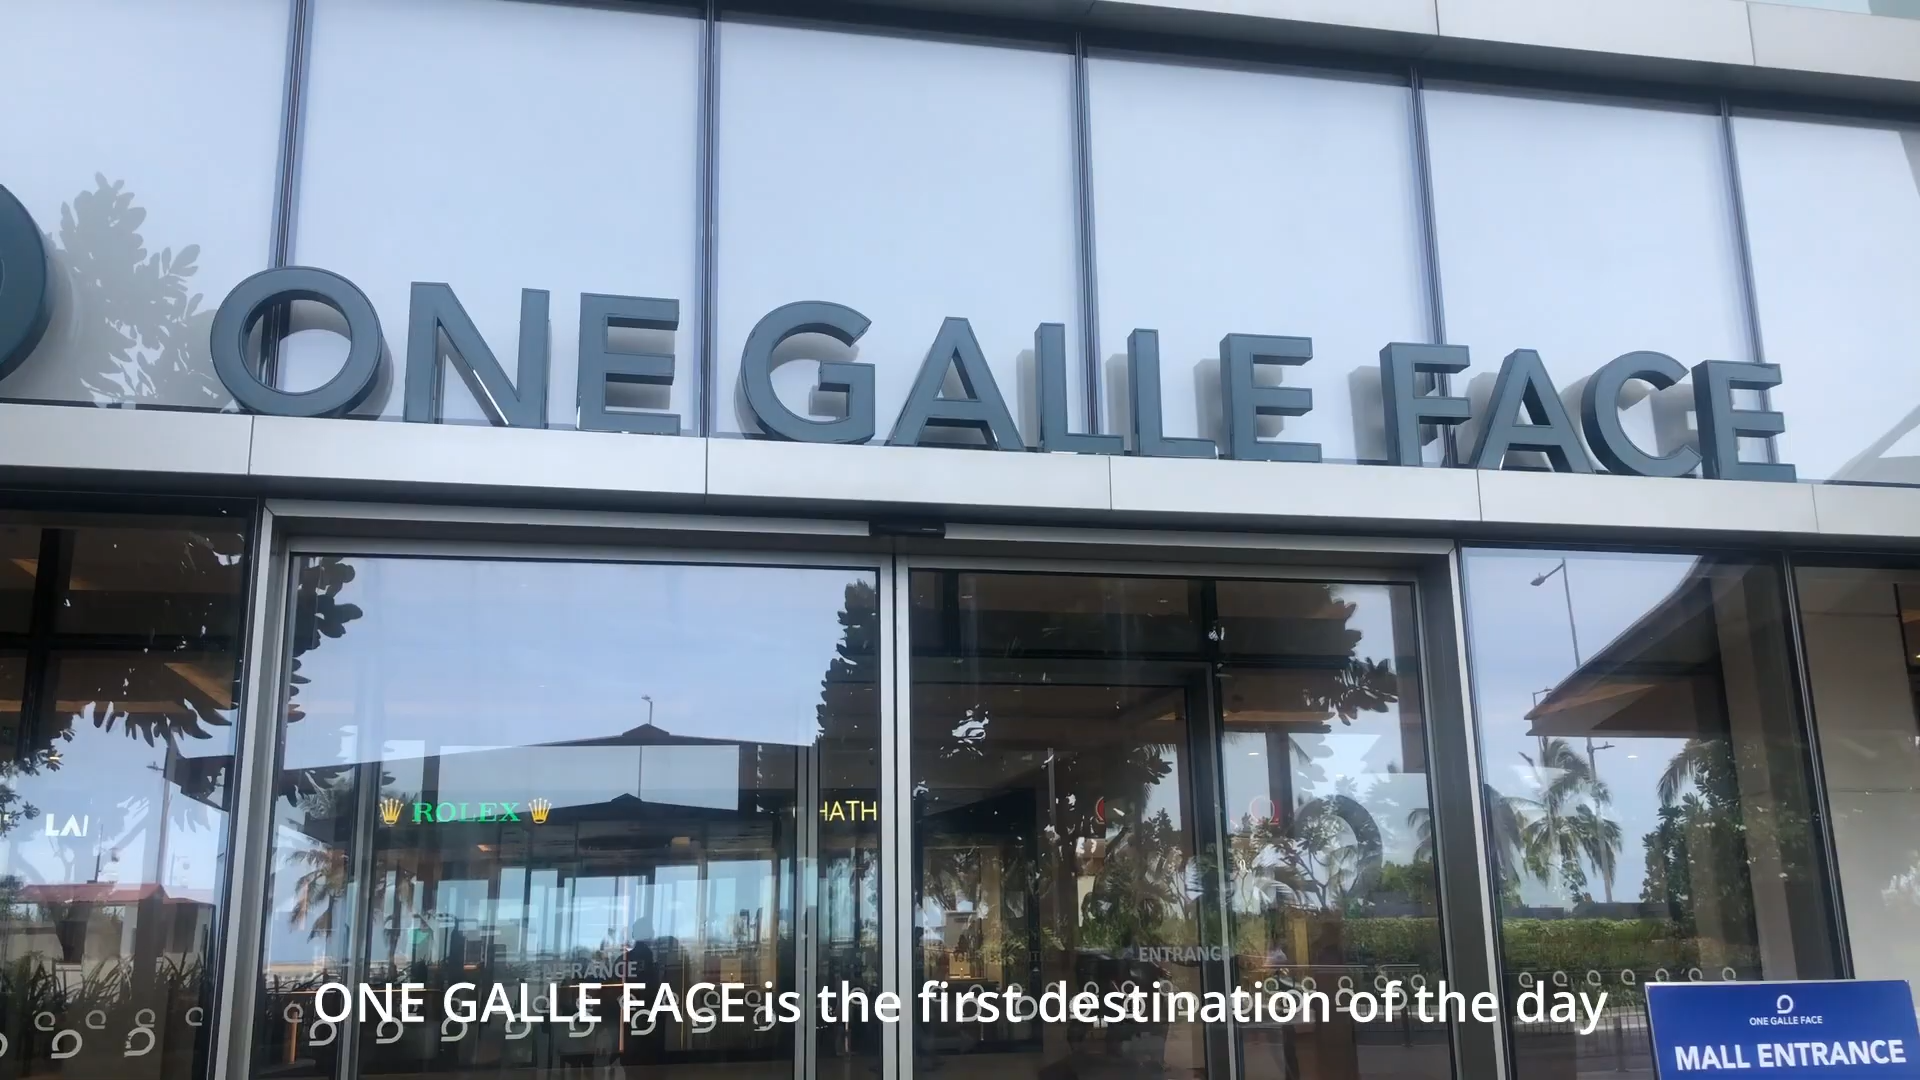 ONE GALLE FACE
ROLEX
ENTRANCE
ENTRANCE
ONE GALLE FACE is the first destination of the day
ONE GALLE FACE
MALL ENTRANCE